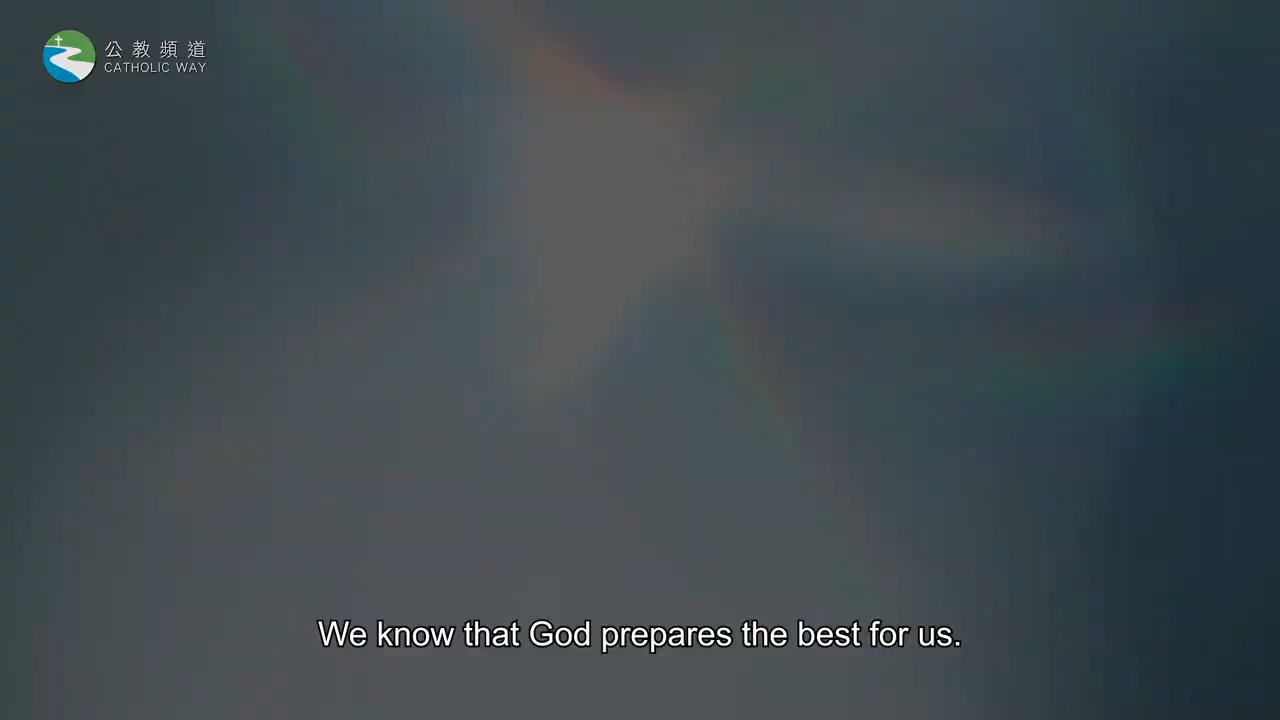 公教頻道
CATHOLIC WAY
We know that God prepares the best for us.